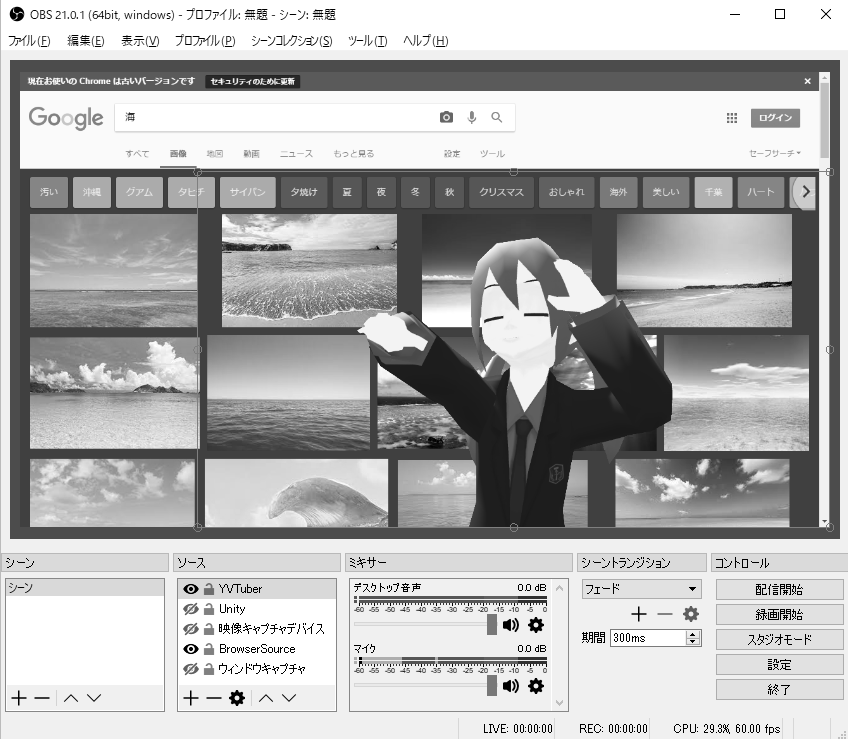 OBS 21.0.1 (64bit, windows) - プロファイル: 無題 - シーン: 無題
ファイル(F) 編集(E) 表示(V) プロファイル(P) シーンコレクション(S) ツール(T) ヘルプ(H)
現在お使いの Chrome は古いバージョンです セキュリティのために更新
Google 海 ログイン
すべて 画像 地図 動画 ニュース もっと見る 設定 ツール セーフサーチ
汚い 沖縄 グアム タヒチ サイパン 夕焼け 夏 夜 冬 秋 クリスマス おしゃれ 海外 美しい 千葉 ハート
シーン ソース ミキサー シーントランジション コントロール
シーン YVTuber デスクトップ音声 0.0 dB フェード 配信開始
-60 -55 -50 -45 -40 -35 -30 -25 -20 -15 -10 -5 0
Unity 録画開始
映像キャプチャデバイス 期間 300ms スタジオモード
BrowserSource マイク 0.0 dB
-60 -55 -50 -45 -40 -35 -30 -25 -20 -15 -10 -5 0
ウィンドウキャプチャ 設定
終了
LIVE: 00:00:00 REC: 00:00:00 CPU: 29.3%, 60.00 fps